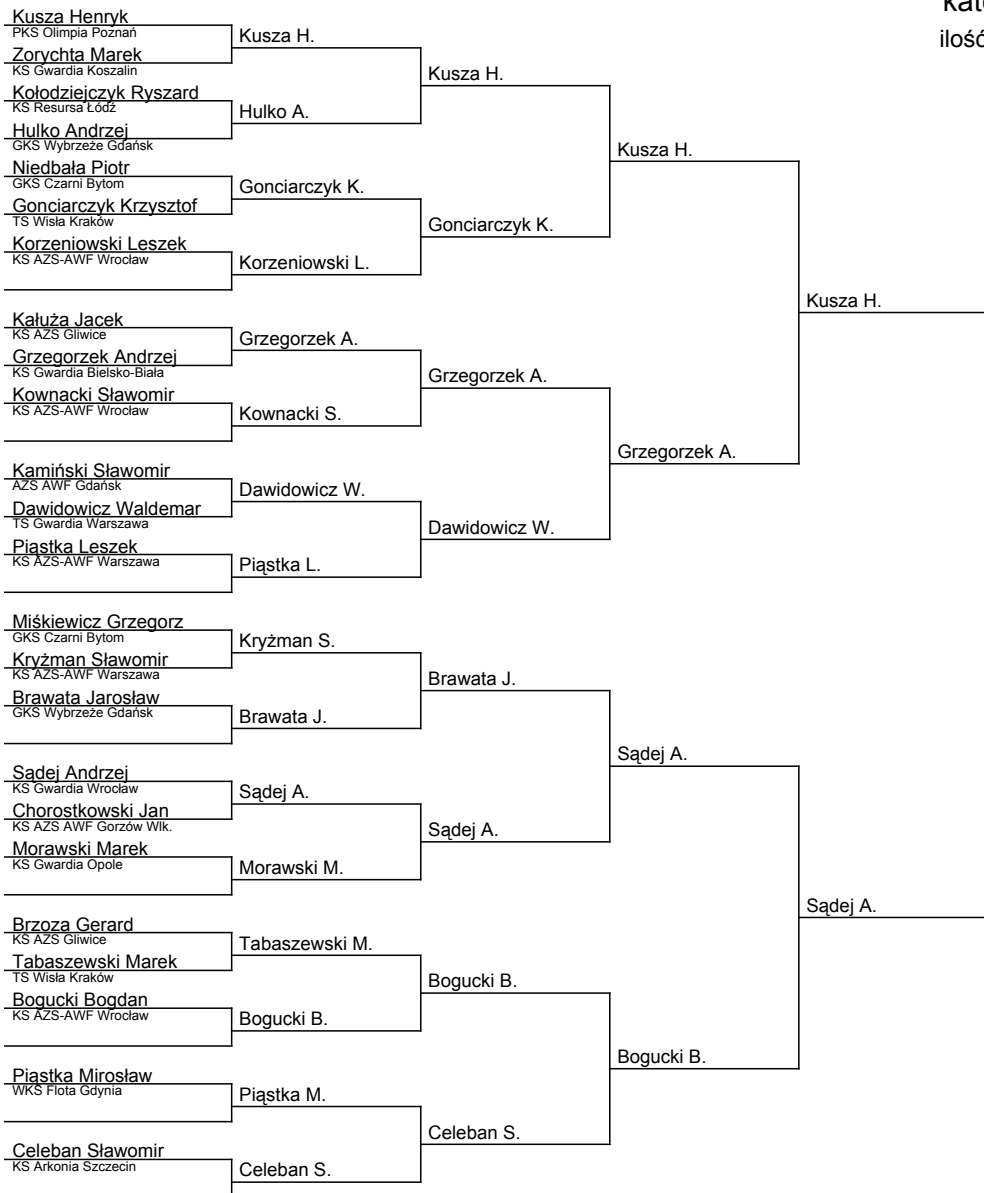 Kusza Henryk
PKS Olimpia Poznań
Zorychta Marek
KS Gwardia Koszalin
Kołodziejczyk Ryszard
KS Resursa Łódź
Hulko Andrzej
GKS Wybrzeże Gdańsk
Niedbała Piotr
GKS Czarni Bytom
Gonciarczyk Krzysztof
TS Wisła Kraków
Korzeniowski Leszek
KS AZS-AWF Wrocław
Kałuża Jacek
KS AZS Gliwice
Grzegorzek Andrzej
KS Gwardia Bielsko-Biała
Kownacki Sławomir
KS AZS-AWF Wrocław
Kamiński Sławomir
AZS AWF Gdańsk
Dawidowicz Waldemar
TS Gwardia Warszawa
Piąstka Leszek
KS AZS-AWF Warszawa
Miśkiewicz Grzegorz
GKS Czarni Bytom
Kryżman Sławomir
KS AZS-AWF Warszawa
Brawata Jarosław
GKS Wybrzeże Gdańsk
Sądej Andrzej
KS Gwardia Wrocław
Chorostkowski Jan
KS AZS AWF Gorzów Wlk.
Morawski Marek
KS Gwardia Opole
Brzoza Gerard
KS AZS Gliwice
Tabaszewski Marek
TS Wisła Kraków
Bogucki Bogdan
KS AZS-AWF Wrocław
Piąstka Mirosław
WKS Flota Gdynia
Celeban Sławomir
KS Arkonia Szczecin
Kusza H.
Hulko A.
Gonciarczyk K.
Korzeniowski L.
Grzegorzek A.
Kownacki S.
Dawidowicz W.
Piąstka L.
Kryżman S.
Brawata J.
Sądej A.
Morawski M.
Tabaszewski M.
Bogucki B.
Piąstka M.
Celeban S.
Kusza H.
Gonciarczyk K.
Grzegorzek A.
Dawidowicz W.
Brawata J.
Sądej A.
Bogucki B.
Celeban S.
Kusza H.
Grzegorzek A.
Sądej A.
Bogucki B.
Kusza H.
Sądej A.
kate
ilość